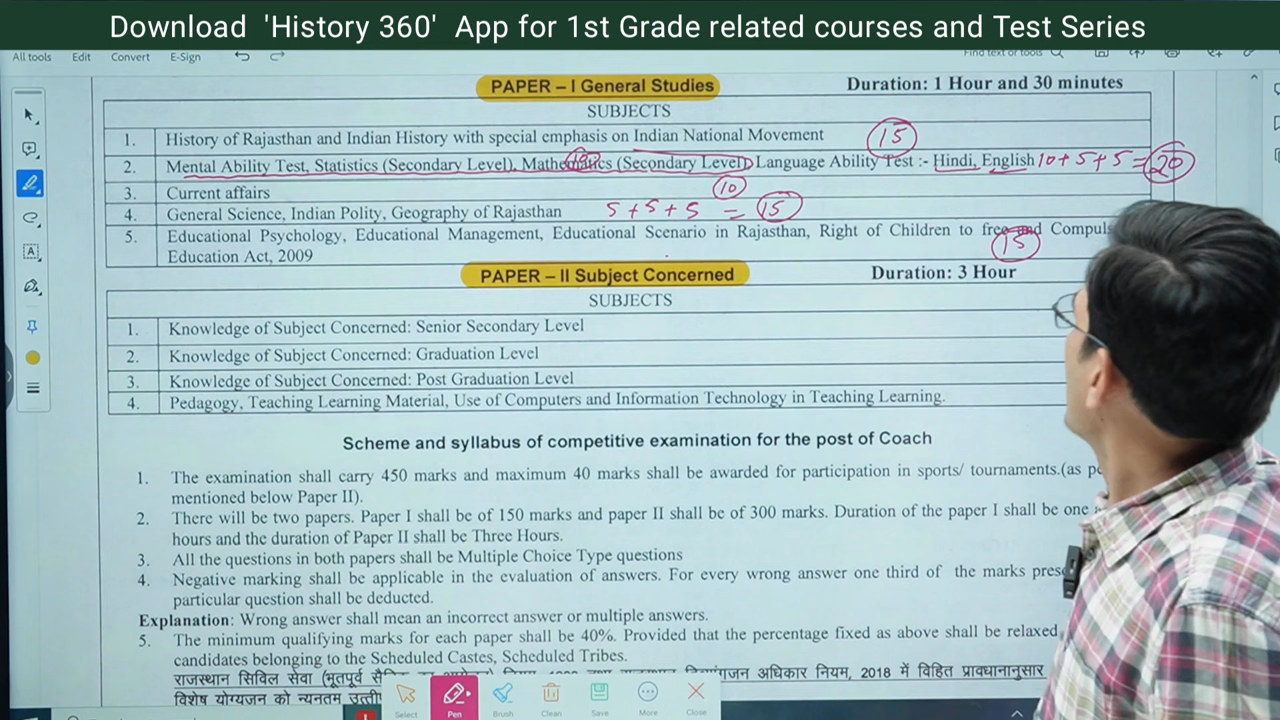 Download 'History 360' App for 1st Grade related courses and Test Series
All tools Edit Convert E-Sign Find text or tools
PAPER – I General Studies Duration: 1 Hour and 30 minutes
SUBJECTS
1. History of Rajasthan and Indian History with special emphasis on Indian National Movement 15
2. Mental Ability Test, Statistics (Secondary Level), Mathematics (Secondary Level), Language Ability Test :- Hindi, English 10+5+5=20
10
3. Current affairs 10
4. General Science, Indian Polity, Geography of Rajasthan 5+5+5 = 15
5. Educational Psychology, Educational Management, Educational Scenario in Rajasthan, Right of Children to free and
Education Act, 2009 15
PAPER – II Subject Concerned Duration: 3 Hour
SUBJECTS
1. Knowledge of Subject Concerned: Senior Secondary Level
2. Knowledge of Subject Concerned: Graduation Level
3. Knowledge of Subject Concerned: Post Graduation Level
4. Pedagogy, Teaching Learning Material, Use of Computers and Information Technology in Teaching Learning.
Scheme and syllabus of competitive examination for the post of Coach
1. The examination shall carry 450 marks and maximum 40 marks shall be awarded for participation in sports/ tournaments.(as
mentioned below Paper II).
2. There will be two papers. Paper I shall be of 150 marks and paper II shall be of 300 marks. Duration of the paper I shall be one
hours and the duration of Paper II shall be Three Hours.
3. All the questions in both papers shall be Multiple Choice Type questions
4. Negative marking shall be applicable in the evaluation of answers. For every wrong answer one third of the marks
particular question shall be deducted.
Explanation: Wrong answer shall mean an incorrect answer or multiple answers.
5. The minimum qualifying marks for each paper shall be 40%. Provided that the percentage fixed as above shall be relaxed
candidates belonging to the Scheduled Castes, Scheduled Tribes.
राजस्थान सिविल सेवा (भूतपूर्व अधिकार नियम, 2018 में विहित प्रावधानानुसार
विशेष योग्यजन को न्यनतम
Select Pen Brush Clean Save More Close